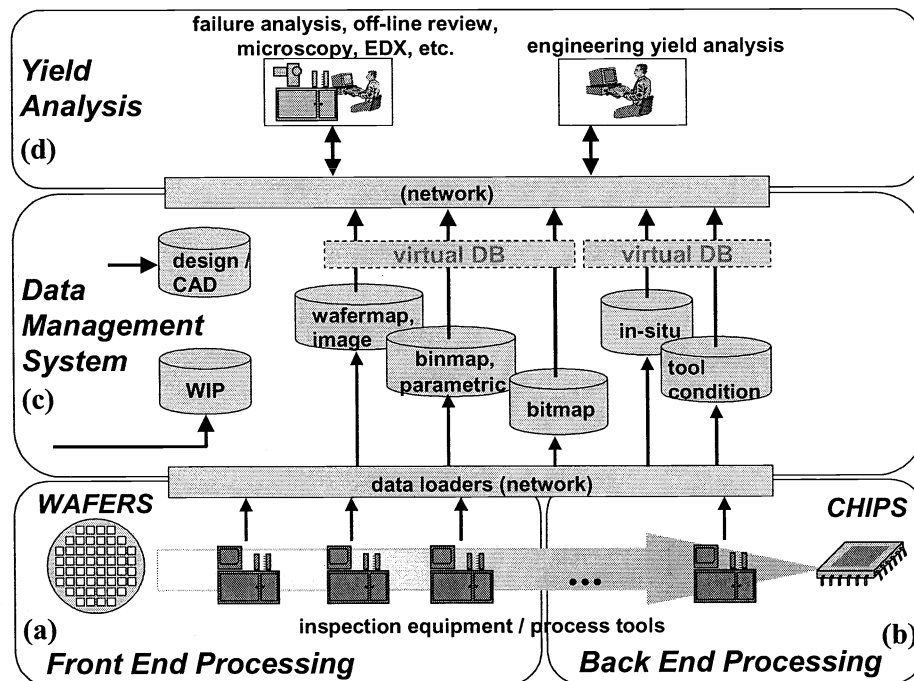 failure analysis, off-line review,
microscopy, EDX, etc.
engineering yield analysis
Yield
Analysis
(d)
(network)
design /
CAD
virtual DB
virtual DB
Data
Management
System
(c)
wafermap,
image
binmap,
parametric
bitmap
in-situ
tool
condition
WIP
data loaders (network)
WAFERS
CHIPS
...
(a)
(b)
inspection equipment / process tools
Front End Processing
Back End Processing